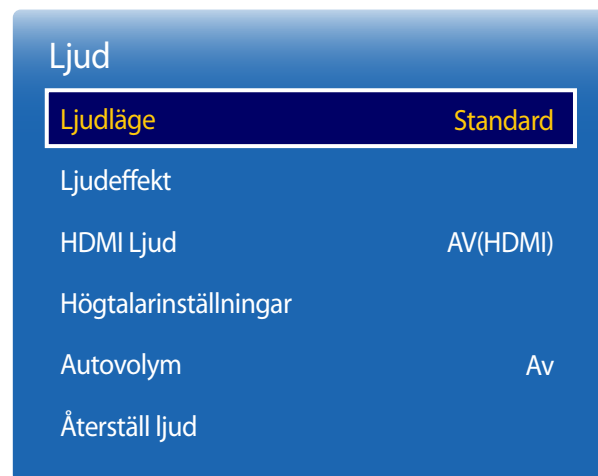 Ljud
Ljudläge Standard
Ljudeffekt
HDMI Ljud AV(HDMI)
Högtalarinställningar
Autovolym Av
Återställ ljud